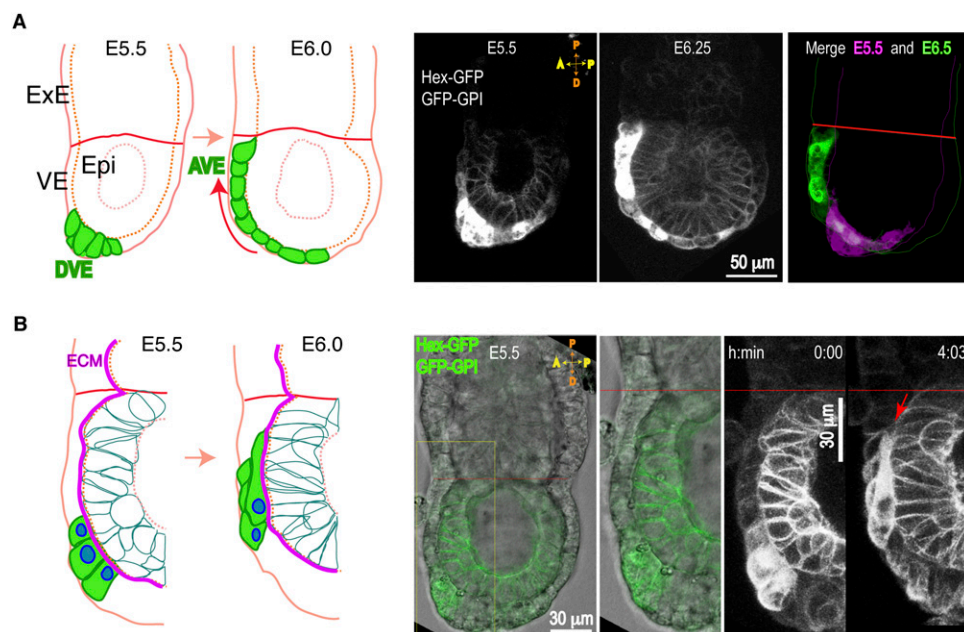 A
E5.5
E6.0
ExE
Epi
VE
AVE
DVE
E5.5
Hex-GFP
GFP-GPI
P
A
P
D
E6.25
50 μm
Merge E5.5 and E6.5
B
E5.5
E6.0
ECM
Hex-GFP
GFP-GPI
E5.5
P
A
P
D
30 μm
h:min
0:00
30 μm
4:03